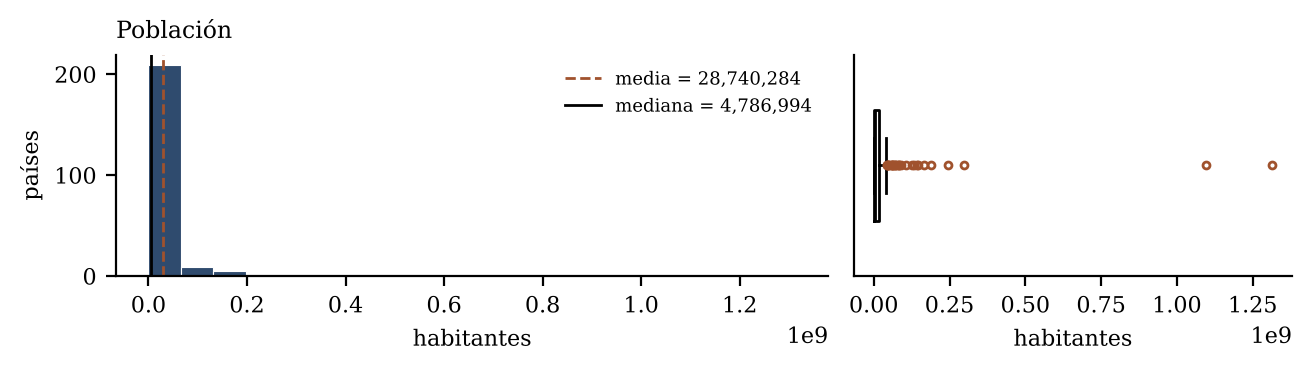 Población
media = 28,740,284
mediana = 4,786,994
países
200
100
0
0.0 0.2 0.4 0.6 0.8 1.0 1.2
1e9
habitantes
0.00 0.25 0.50 0.75 1.00 1.25
1e9
habitantes